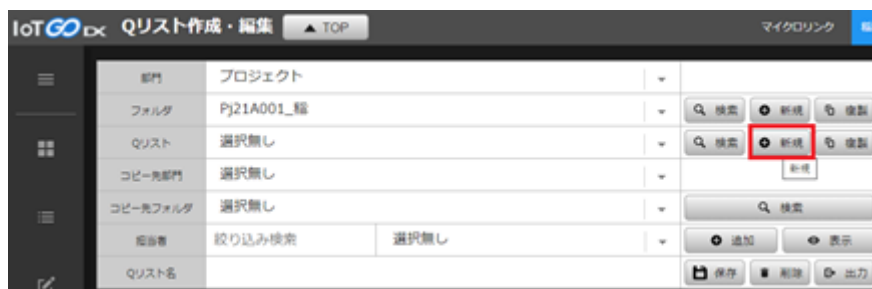 IoTGO EX Qリスト作成・編集 ▲ TOP マイクロリンク
部門 プロジェクト
フォルダ Pj21A001_稲 検索 新規 複製
Qリスト 選択無し 検索 新規 複製
コピー先部門 選択無し 新規
コピー先フォルダ 選択無し 検索
担当者 絞り込み検索 選択無し 追加 表示
Qリスト名 保存 削除 出力